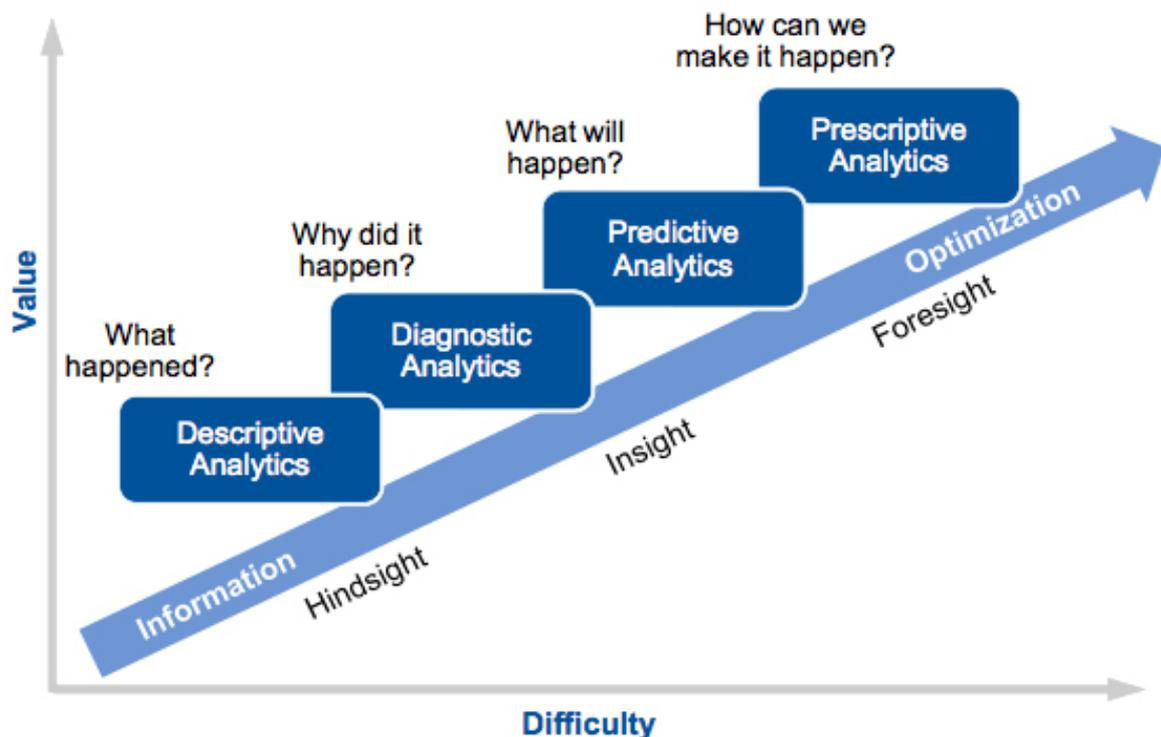 How can we
make it happen?
Prescriptive
Analytics
What will
happen?
Predictive
Analytics
Why did it
happen?
Diagnostic
Analytics
What
happened?
Descriptive
Analytics
Value
Information
Optimization
Hindsight
Insight
Foresight
Difficulty